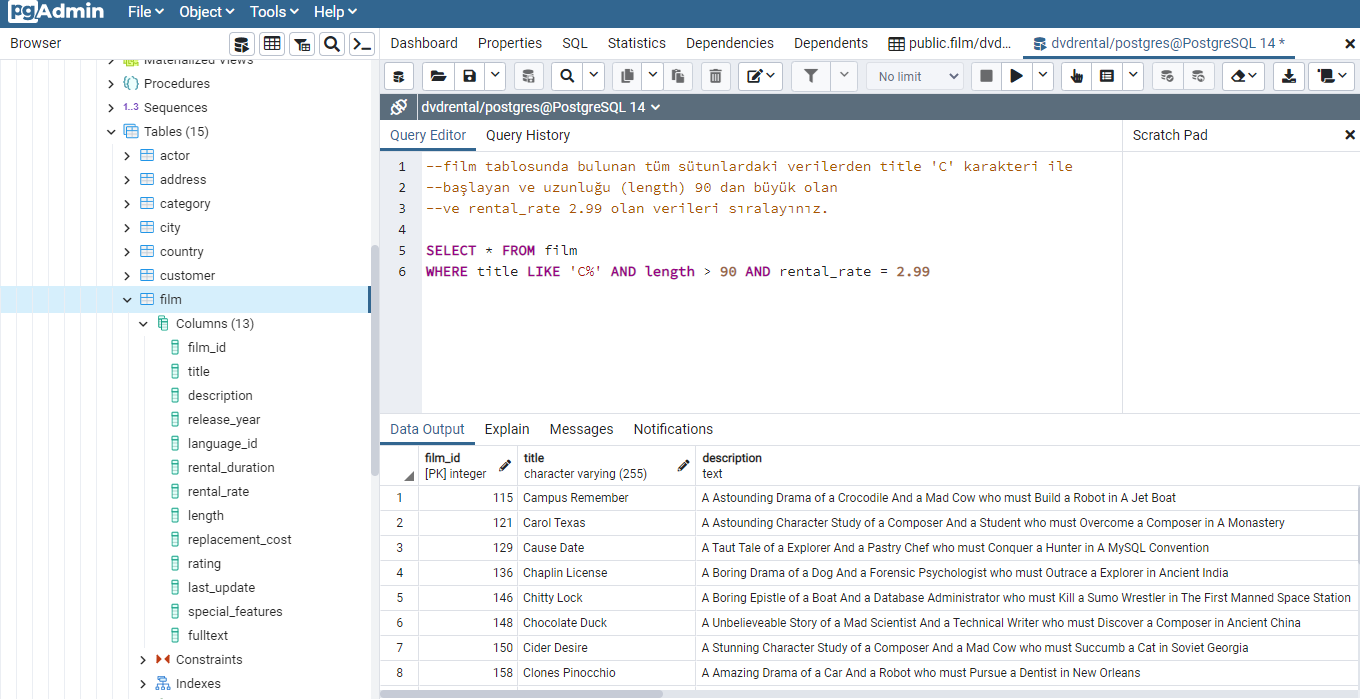 pgAdmin File Object Tools Help
Browser
Dashboard Properties SQL Statistics Dependencies Dependents public.film/dvd... dvdrental/postgres@PostgreSQL 14 *
No limit
dvdrental/postgres@PostgreSQL 14
Query Editor Query History
Scratch Pad
Materialized Views
Procedures
1..3 Sequences
Tables (15)
actor
address
category
city
country
customer
film
Columns (13)
film_id
title
description
release_year
language_id
rental_duration
rental_rate
length
replacement_cost
rating
last_update
special_features
fulltext
Constraints
Indexes
1 --film tablosunda bulunan tüm sütunlardaki verilerden title 'C' karakteri ile
2 --başlayan ve uzunluğu (length) 90 dan büyük olan
3 --ve rental_rate 2.99 olan verileri sıralayınız.
4
5 SELECT * FROM film
6 WHERE title LIKE 'C%' AND length > 90 AND rental_rate = 2.99
Data Output Explain Messages Notifications
film_id title description
[PK] integer character varying (255) text
1 115 Campus Remember A Astounding Drama of a Crocodile And a Mad Cow who must Build a Robot in A Jet Boat
2 121 Carol Texas A Astounding Character Study of a Composer And a Student who must Overcome a Composer in A Monastery
3 129 Cause Date A Taut Tale of a Explorer And a Pastry Chef who must Conquer a Hunter in A MySQL Convention
4 136 Chaplin License A Boring Drama of a Dog And a Forensic Psychologist who must Outrace a Explorer in Ancient India
5 146 Chitty Lock A Boring Epistle of a Boat And a Database Administrator who must Kill a Sumo Wrestler in The First Manned Space Station
6 148 Chocolate Duck A Unbelieveable Story of a Mad Scientist And a Technical Writer who must Discover a Composer in Ancient China
7 150 Cider Desire A Stunning Character Study of a Composer And a Mad Cow who must Succumb a Cat in Soviet Georgia
8 158 Clones Pinocchio A Amazing Drama of a Car And a Robot who must Pursue a Dentist in New Orleans